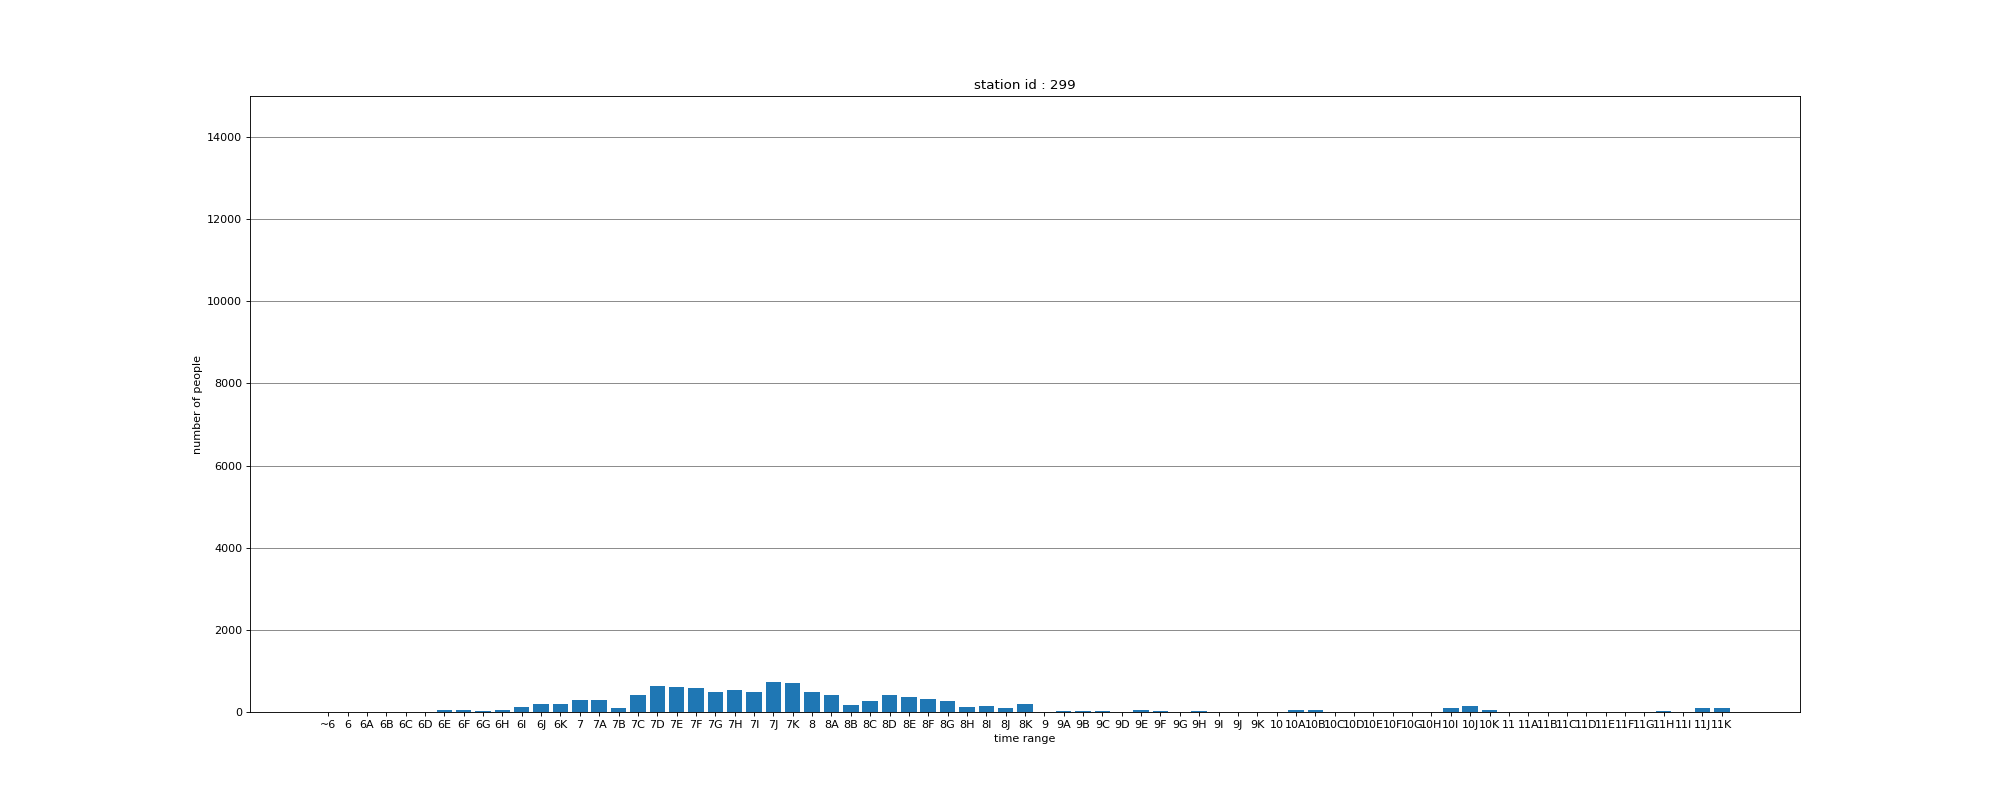 station id : 299
14000
12000
10000
8000
6000
4000
2000
0
number of people
~6 6 6A 6B 6C 6D 6E 6F 6G 6H 6I 6J 6K 7 7A 7B 7C 7D 7E 7F 7G 7H 7I 7J 7K 8 8A 8B 8C 8D 8E 8F 8G 8H 8I 8J 8K 9 9A 9B 9C 9D 9E 9F 9G 9H 9I 9J 9K 10 10A 10B 10C 10D 10E 10F 10G 10H 10I 10J 10K 11 11A 11B 11C 11D 11E 11F 11G 11H 11I 11J 11K
time range